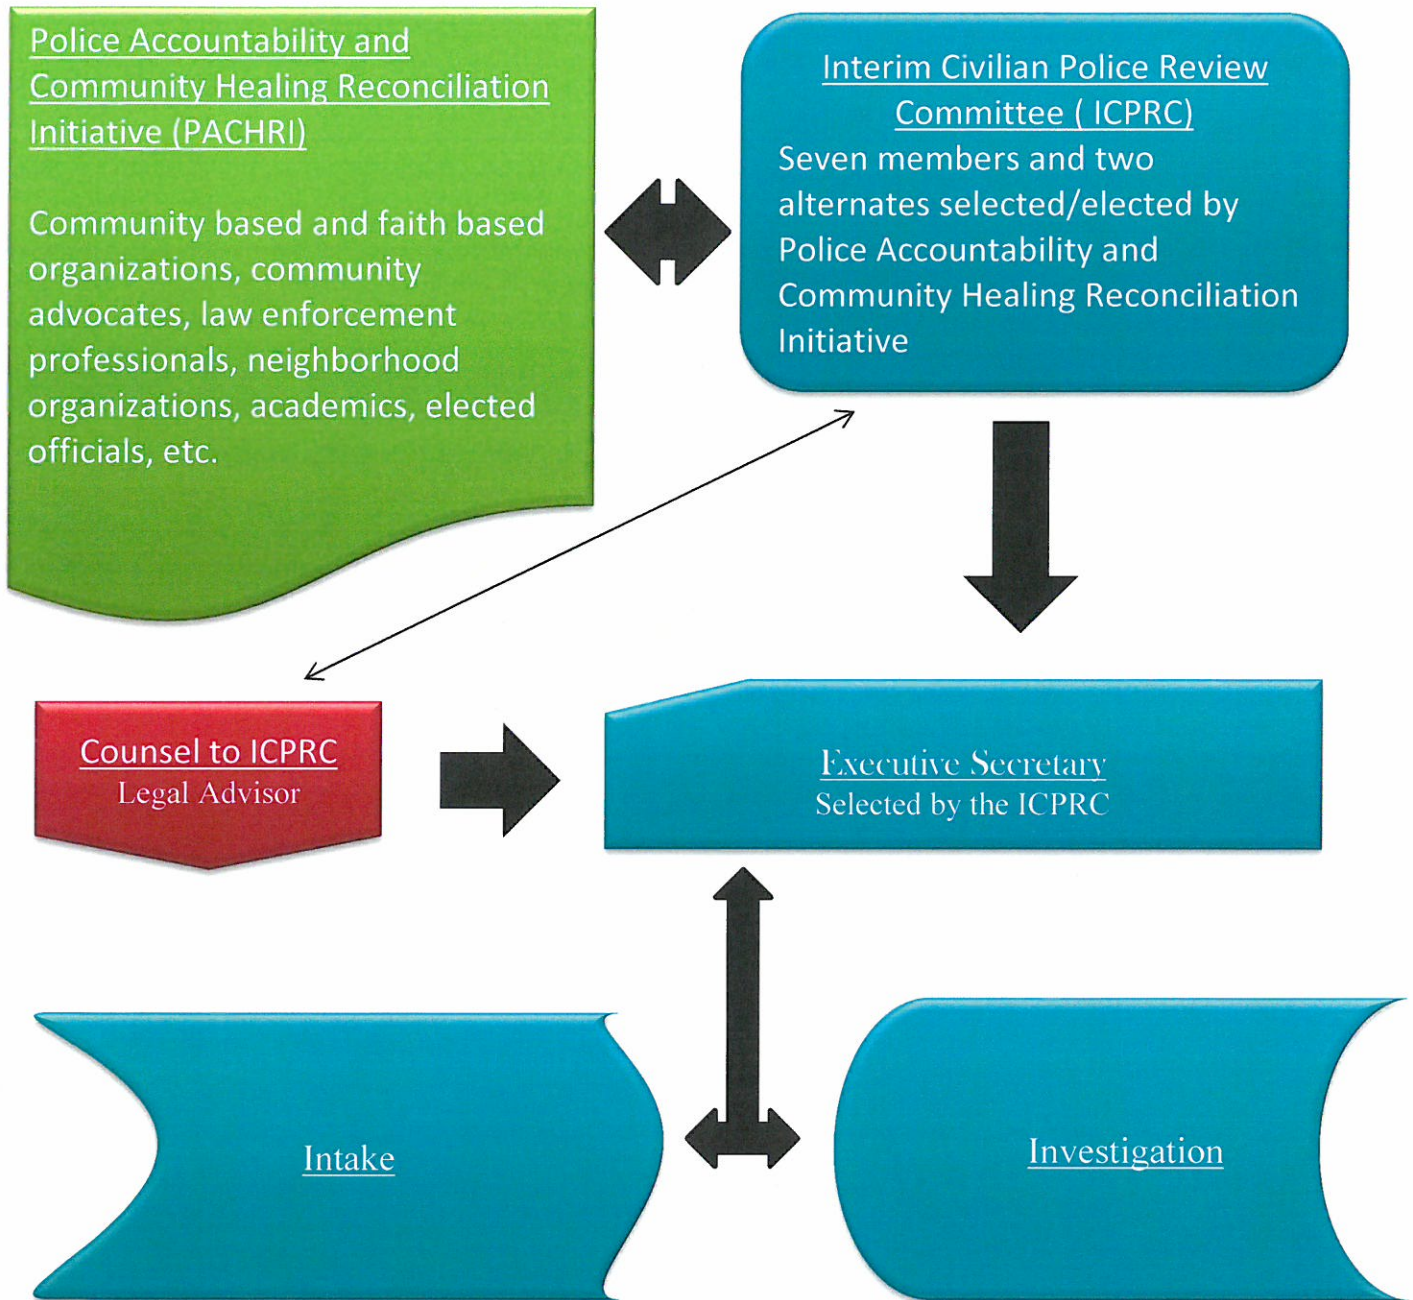 Police Accountability and
Community Healing Reconciliation
Initiative (PACHRI)
Community based and faith based
organizations, community
advocates, law enforcement
professionals, neighborhood
organizations, academics, elected
officials, etc.
Interim Civilian Police Review
Committee ( ICPRC)
Seven members and two
alternates selected/elected by
Police Accountability and
Community Healing Reconciliation
Initiative
Counsel to ICPRC
Legal Advisor
Executive Secretary
Selected by the ICPRC
Intake
Investigation